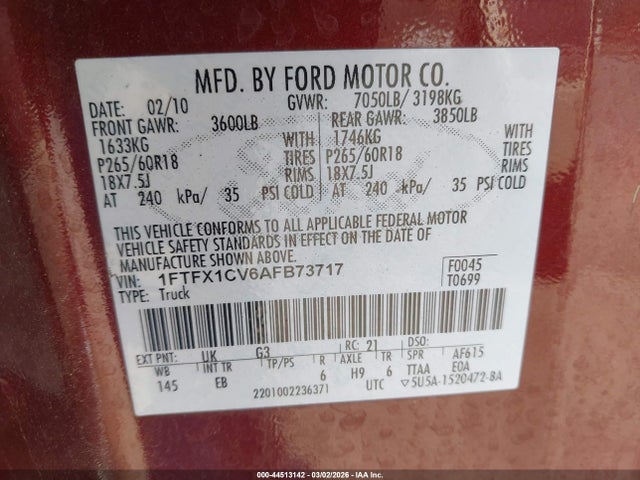 MFD. BY FORD MOTOR CO.
DATE: 02/10 GVWR: 7050LB/ 3198KG
FRONT GAWR: 3600LB REAR GAWR: 3850LB
1633KG WITH 1746KG WITH
P265/60R18 TIRES P265/60R18 TIRES
18X7.5J RIMS 18X7.5J RIMS
AT 240 kPa/ 35 PSI COLD AT 240 kPa/ 35 PSI COLD
THIS VEHICLE CONFORMS TO ALL APPLICABLE FEDERAL MOTOR
VEHICLE SAFETY STANDARDS IN EFFECT ON THE DATE OF
MANUFACTURE SHOWN ABOVE.
VIN: 1FTFX1CV6AFB73717 F0045
TYPE: Truck T0699
EXT PNT: UK G3 RC: 21 DSO:
WB INT TR TP/PS R AXLE TR SPR AF615
145 EB 6 H9 6 TTAA EOA
2201002236371 UTC ▽5U5A-1520472-BA
000-44513142 - 03/02/2026 - IAA Inc.